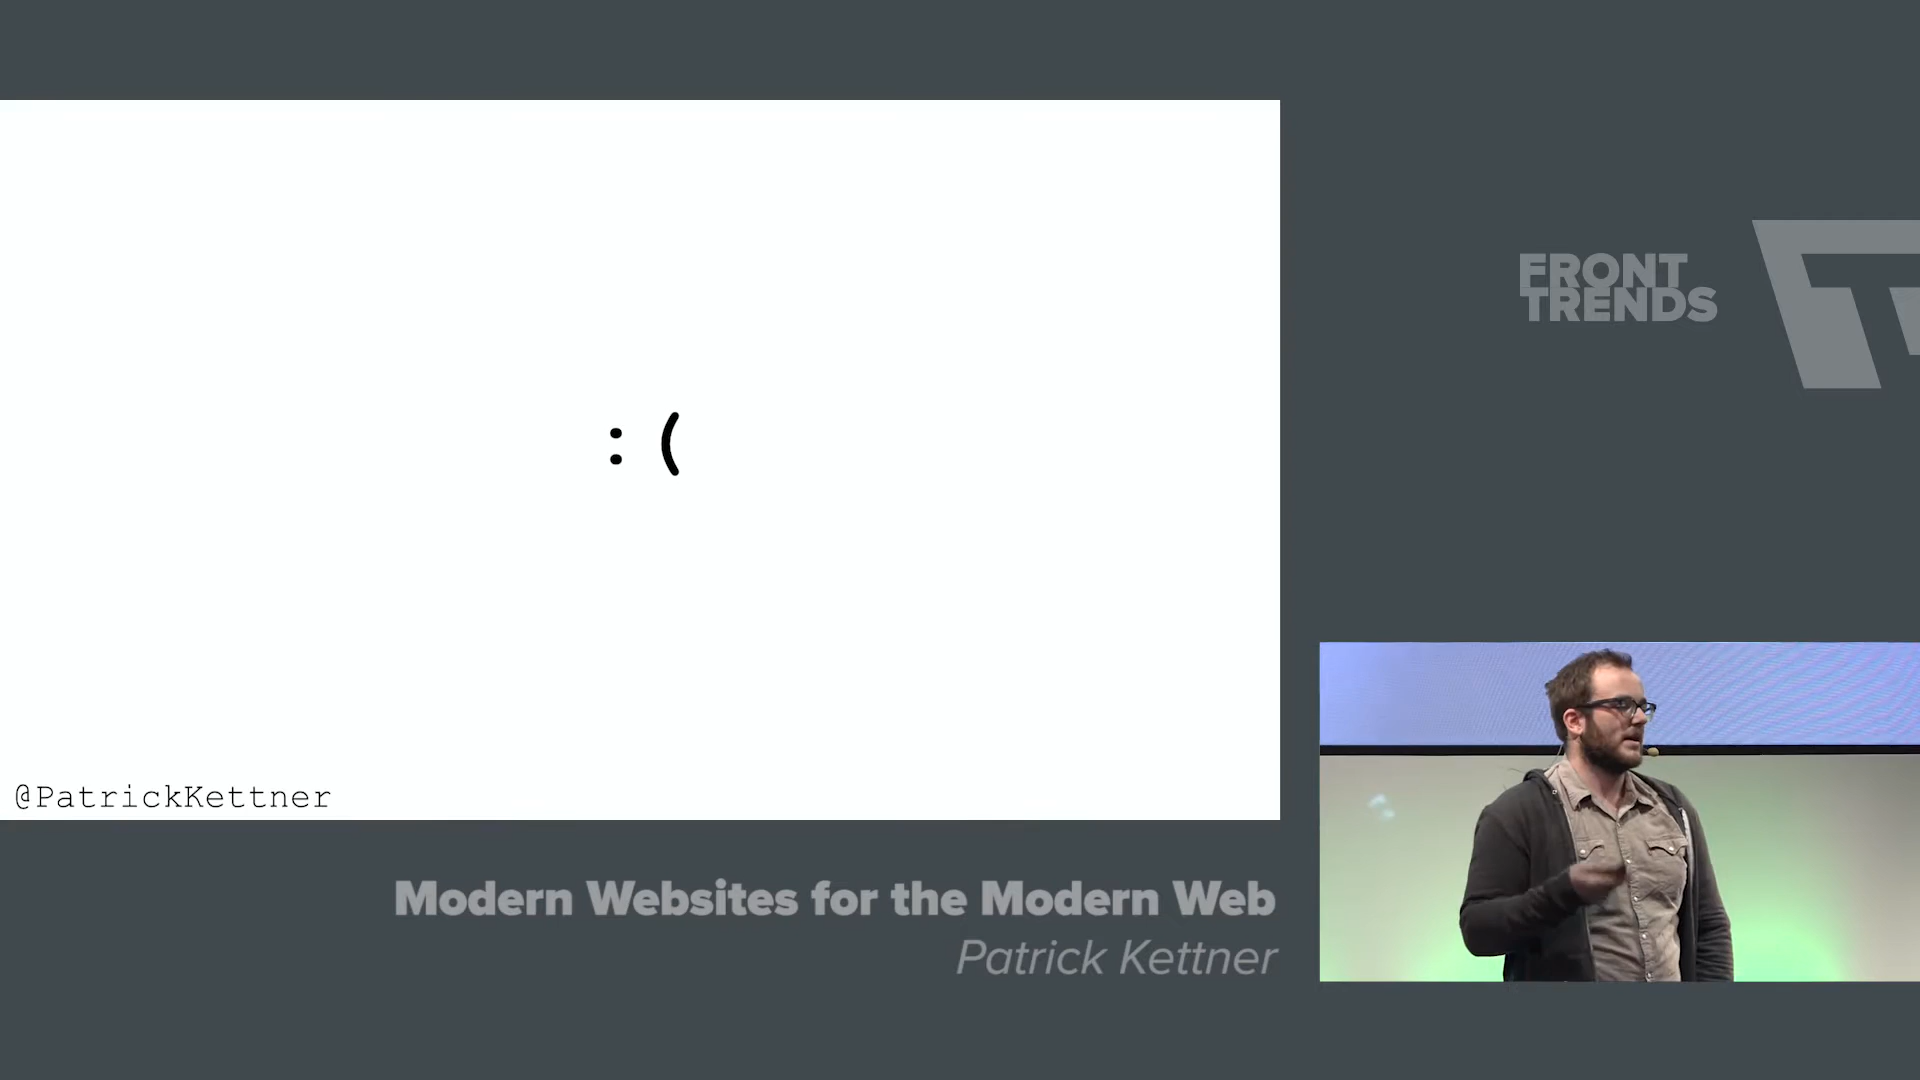 : (
@PatrickKettner
FRONT
TRENDS
Modern Websites for the Modern Web
Patrick Kettner